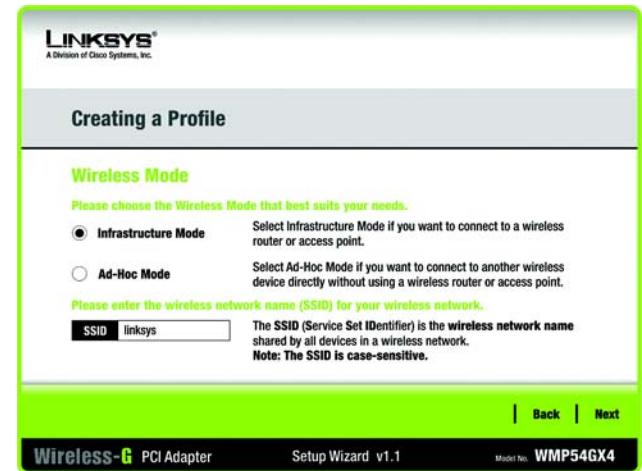 LINKSYS®
A Division of Cisco Systems, Inc.
Creating a Profile
Wireless Mode
Please choose the Wireless Mode that best suits your needs.
Infrastructure Mode
Select Infrastructure Mode if you want to connect to a wireless
router or access point.
Ad-Hoc Mode
Select Ad-Hoc Mode if you want to connect to another wireless
device directly without using a wireless router or access point.
Please enter the wireless network name (SSID) for your wireless network.
SSID linksys
The SSID (Service Set IDentifier) is the wireless network name
shared by all devices in a wireless network.
Note: The SSID is case-sensitive.
Back Next
Wireless-G PCI Adapter Setup Wizard v1.1 Model No. WMP54GX4